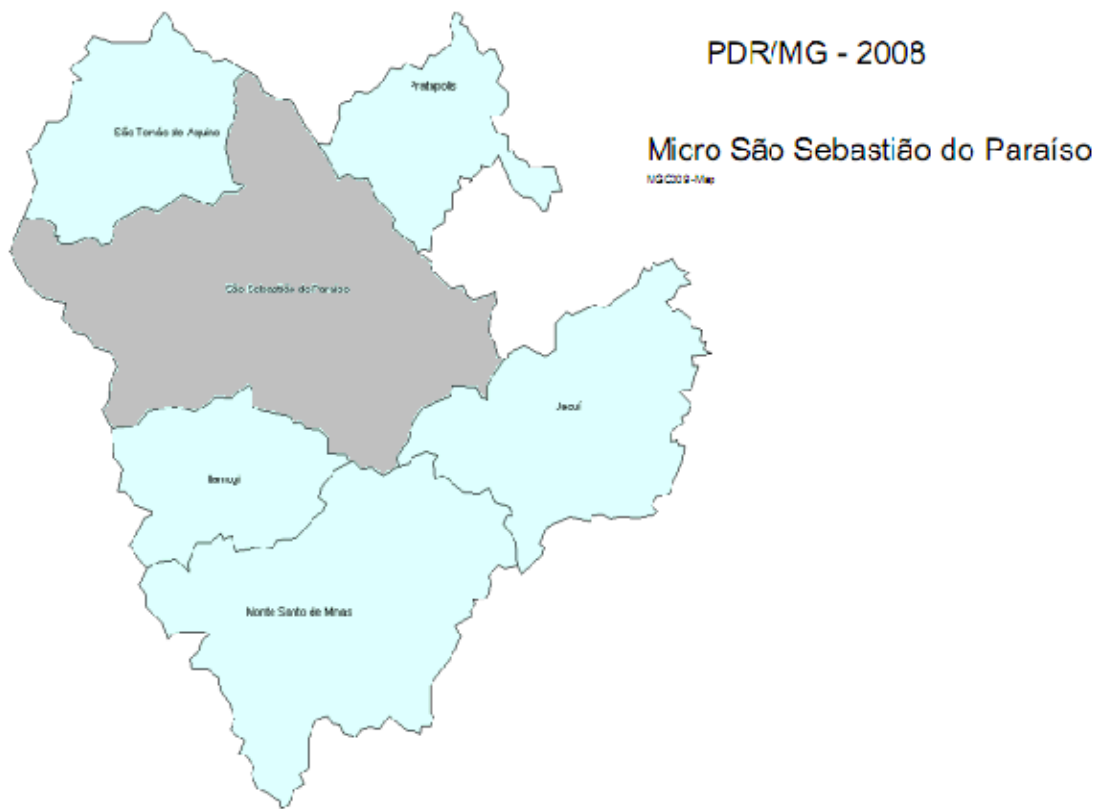 PDR/MG - 2008
Pratapolis
São Tomás de Aquino
Micro São Sebastião do Paraíso
São Sebastião do Paraíso
Jacuí
Itamogi
Monte Santo de Minas